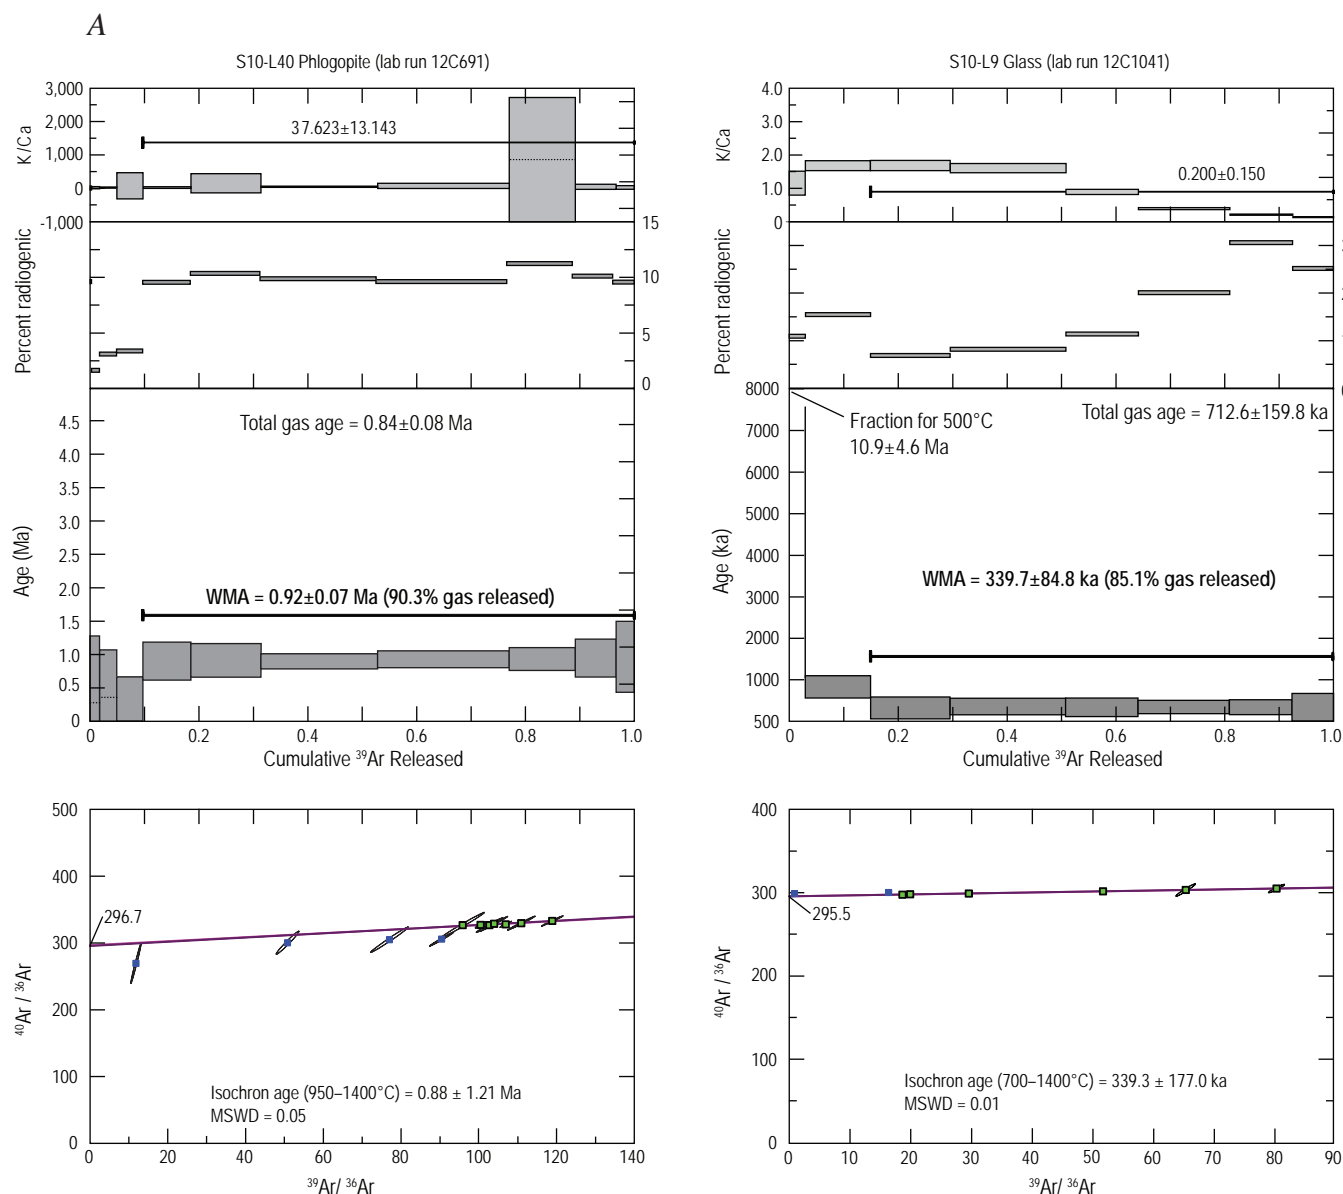 A
S10-L40 Phlogopite (lab run 12C691)
3,000
2,000
1,000
0
-1,000
K/Ca
37.623±13.143
15
10
5
0
Percent radiogenic
4.5
4.0
3.5
3.0
2.5
2.0
1.5
1.0
0.5
0
Age (Ma)
Total gas age = 0.84±0.08 Ma
WMA = 0.92±0.07 Ma (90.3% gas released)
0 0.2 0.4 0.6 0.8 1.0
Cumulative ³⁹Ar Released
500
400
300
200
100
0
⁴⁰Ar / ³⁶Ar
296.7
Isochron age (950–1400°C) = 0.88 ± 1.21 Ma
MSWD = 0.05
0 20 40 60 80 100 120 140
³⁹Ar/ ³⁶Ar
S10-L9 Glass (lab run 12C1041)
4.0
3.0
2.0
1.0
0
K/Ca
0.200±0.150
Percent radiogenic
8000
7000
6000
5000
4000
3000
2000
1000
500
Age (ka)
Fraction for 500°C
10.9±4.6 Ma
Total gas age = 712.6±159.8 ka
WMA = 339.7±84.8 ka (85.1% gas released)
0 0.2 0.4 0.6 0.8 1.0
Cumulative ³⁹Ar Released
400
300
200
100
0
⁴⁰Ar / ³⁶Ar
295.5
Isochron age (700–1400°C) = 339.3 ± 177.0 ka
MSWD = 0.01
0 10 20 30 40 50 60 70 80 90
³⁹Ar/ ³⁶Ar